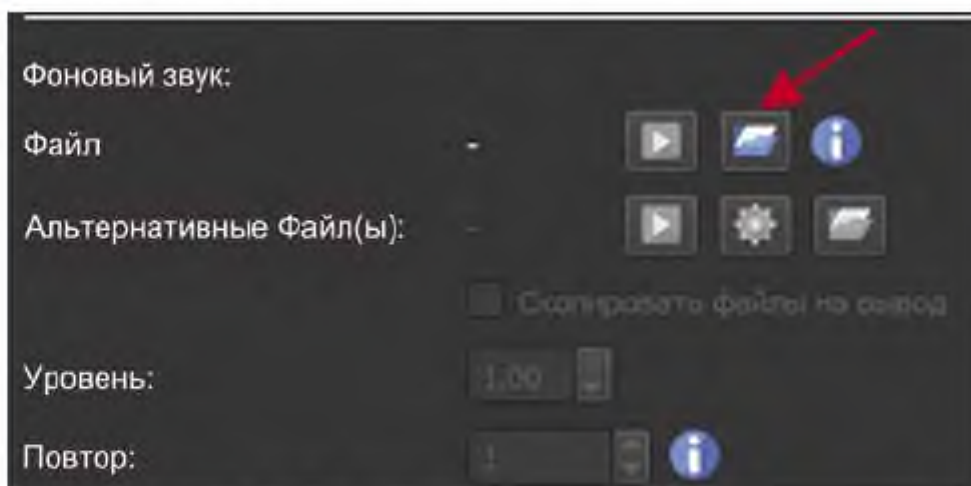 Фоновый звук:
Файл -
Альтернативные Файл(ы): -
Скопировать файлы на вывод
Уровень: 1.00
Повтор: 1